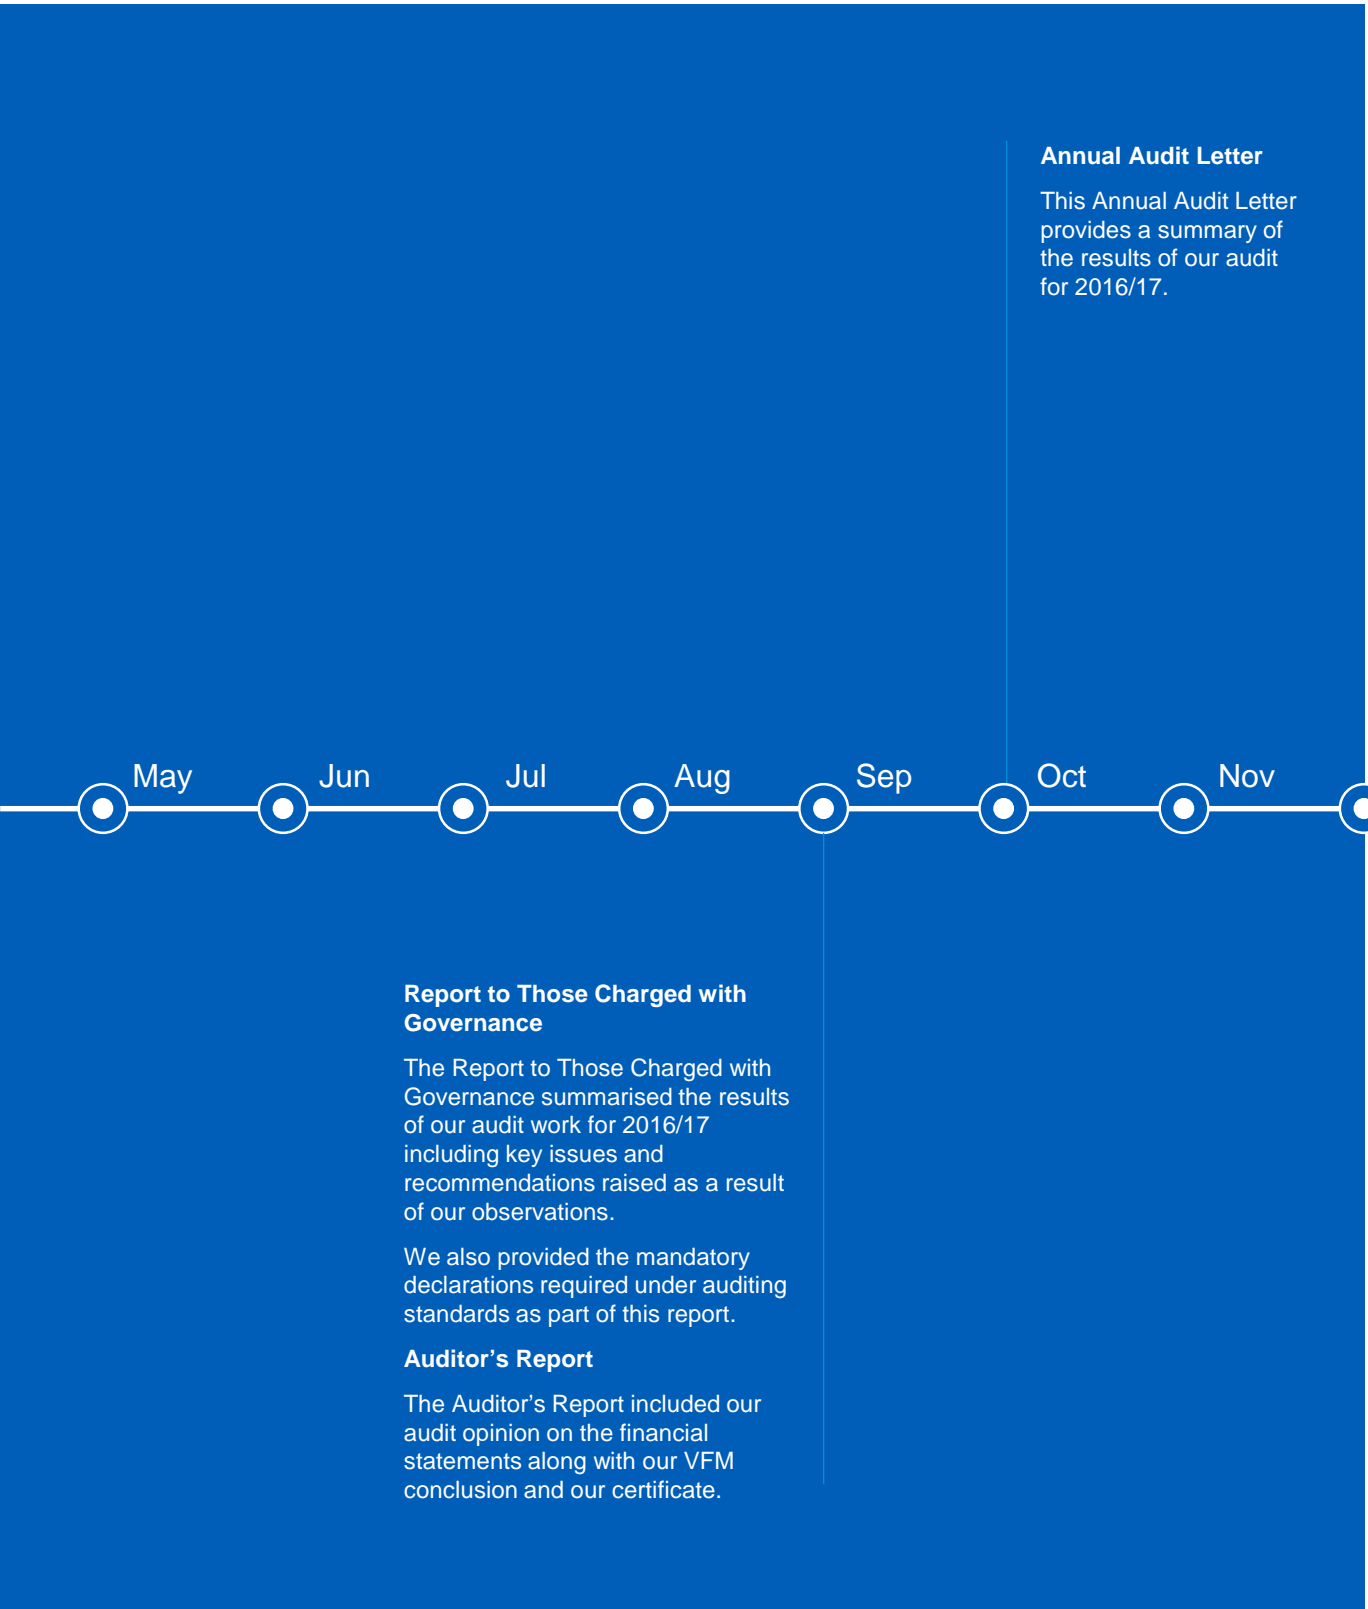 Annual Audit Letter
This Annual Audit Letter
provides a summary of
the results of our audit
for 2016/17.
May Jun Jul Aug Sep Oct Nov
Report to Those Charged with
Governance
The Report to Those Charged with
Governance summarised the results
of our audit work for 2016/17
including key issues and
recommendations raised as a result
of our observations.
We also provided the mandatory
declarations required under auditing
standards as part of this report.
Auditor’s Report
The Auditor’s Report included our
audit opinion on the financial
statements along with our VFM
conclusion and our certificate.